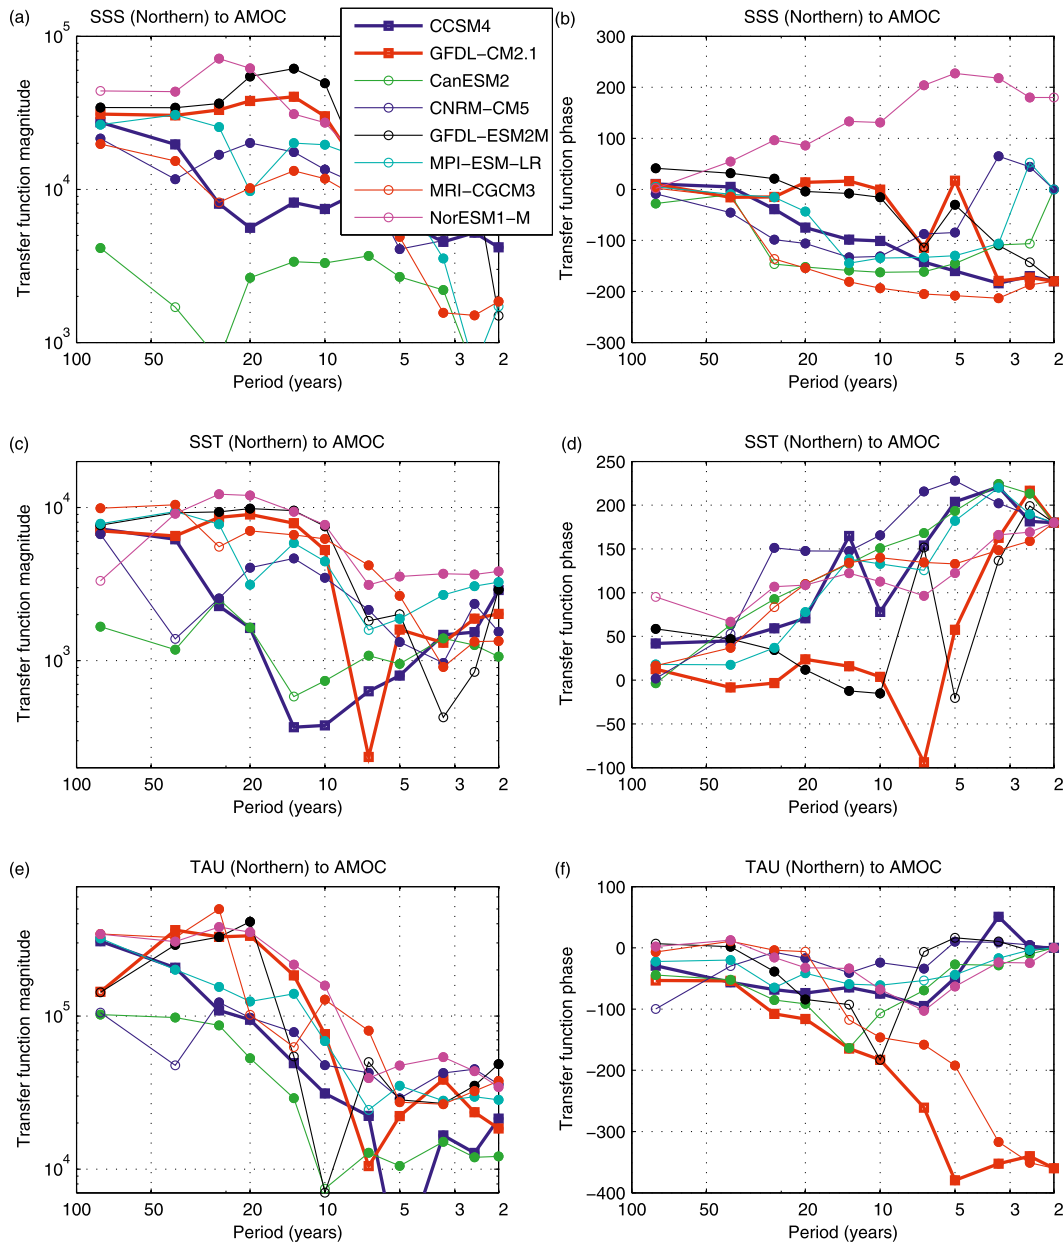 (a)
SSS (Northern) to AMOC
Transfer function magnitude
10^5
10^4
10^3
100
50
20
10
5
3
2
Period (years)
CCSM4
GFDL−CM2.1
CanESM2
CNRM−CM5
GFDL−ESM2M
MPI−ESM−LR
MRI−CGCM3
NorESM1−M
(b)
SSS (Northern) to AMOC
Transfer function phase
300
200
100
0
−100
−200
−300
100
50
20
10
5
3
2
Period (years)
(c)
SST (Northern) to AMOC
Transfer function magnitude
10^4
10^3
100
50
20
10
5
3
2
Period (years)
(d)
SST (Northern) to AMOC
Transfer function phase
250
200
150
100
50
0
−50
−100
100
50
20
10
5
3
2
Period (years)
(e)
TAU (Northern) to AMOC
Transfer function magnitude
10^5
10^4
100
50
20
10
5
3
2
Period (years)
(f)
TAU (Northern) to AMOC
Transfer function phase
100
0
−100
−200
−300
−400
100
50
20
10
5
3
2
Period (years)